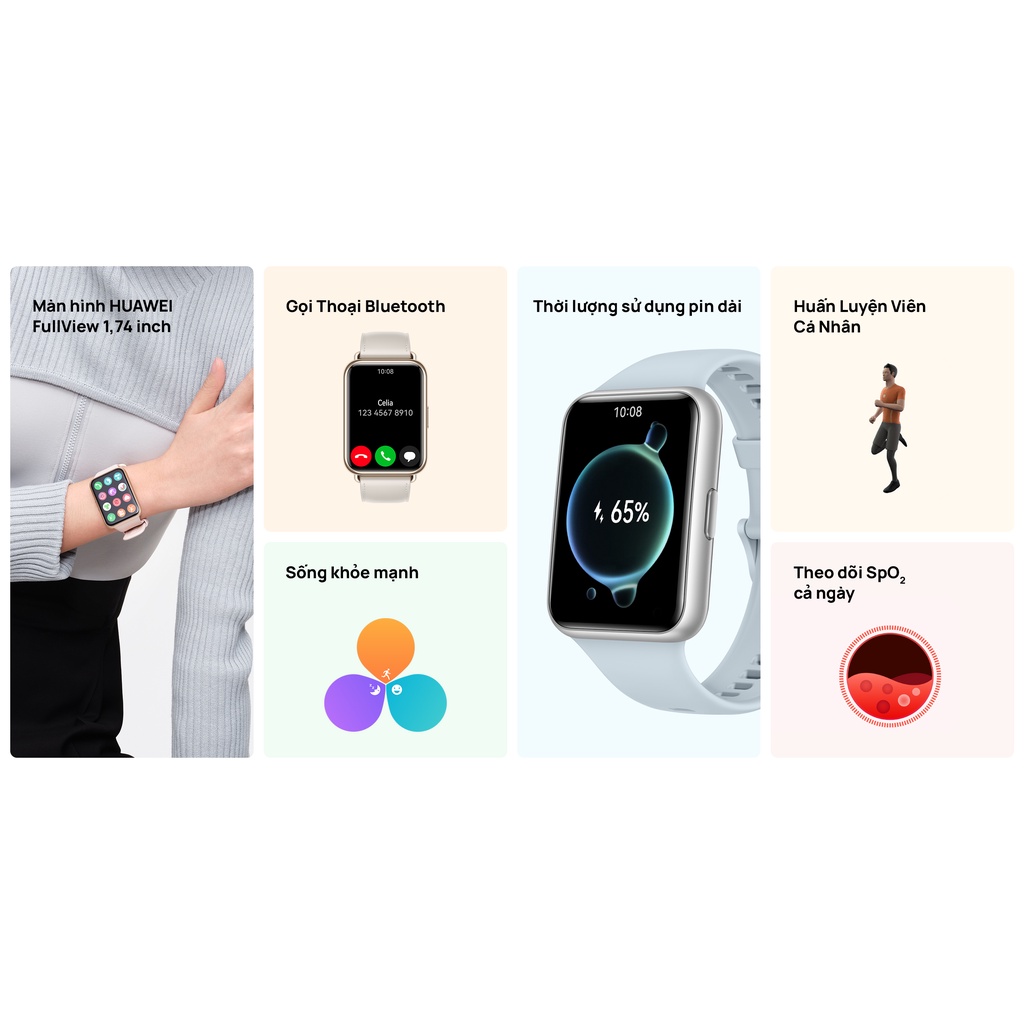 Màn hình HUAWEI
FullView 1,74 inch
Gọi Thoại Bluetooth
10:08
Celia
123 4567 8910
Sống khỏe mạnh
Thời lượng sử dụng pin dài
10:08
65%
Huấn Luyện Viên
Cá Nhân
Theo dõi SpO₂
cả ngày